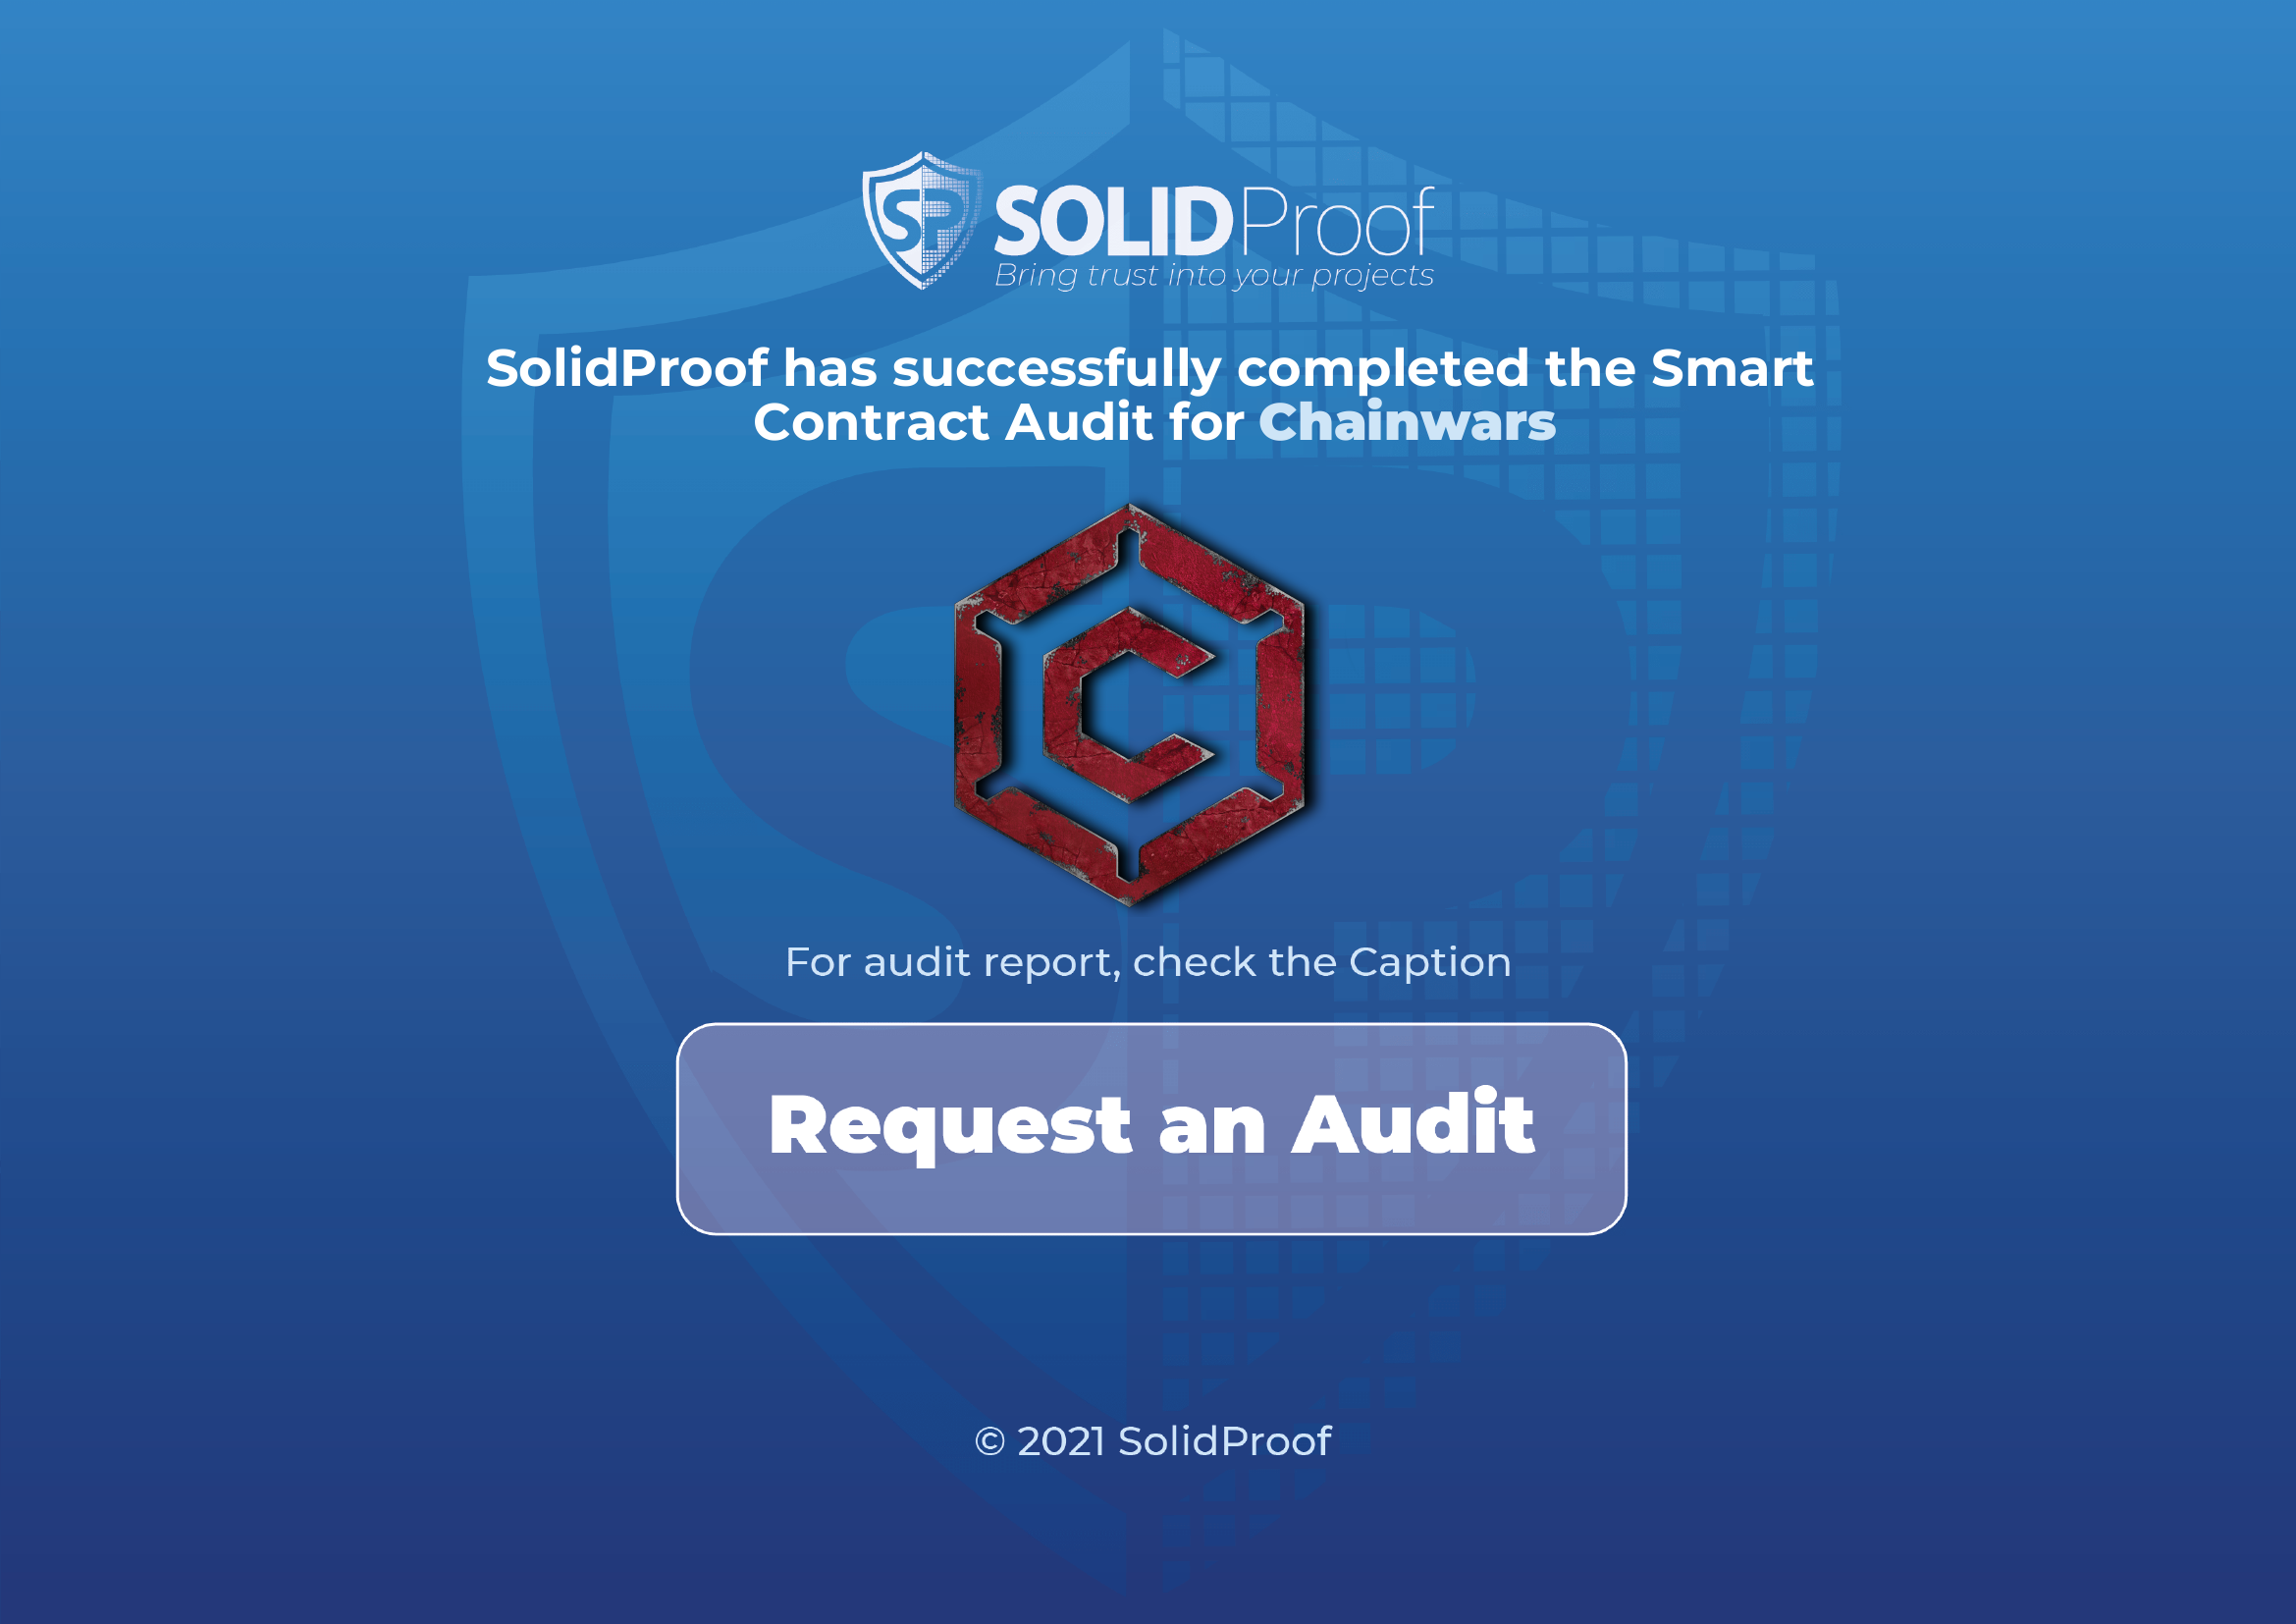 SP SOLIDProof
Bring trust into your projects
SolidProof has successfully completed the Smart
Contract Audit for Chainwars
C
For audit report, check the Caption
Request an Audit
© 2021 SolidProof